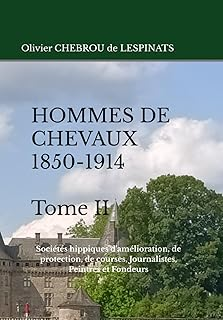 Olivier CHEBROU de LESPINATS
HOMMES DE
CHEVAUX
1850-1914
Tome II
Sociétés hippiques d'amélioration, de
protection, de courses, Journalistes,
Peintres et Fondeurs